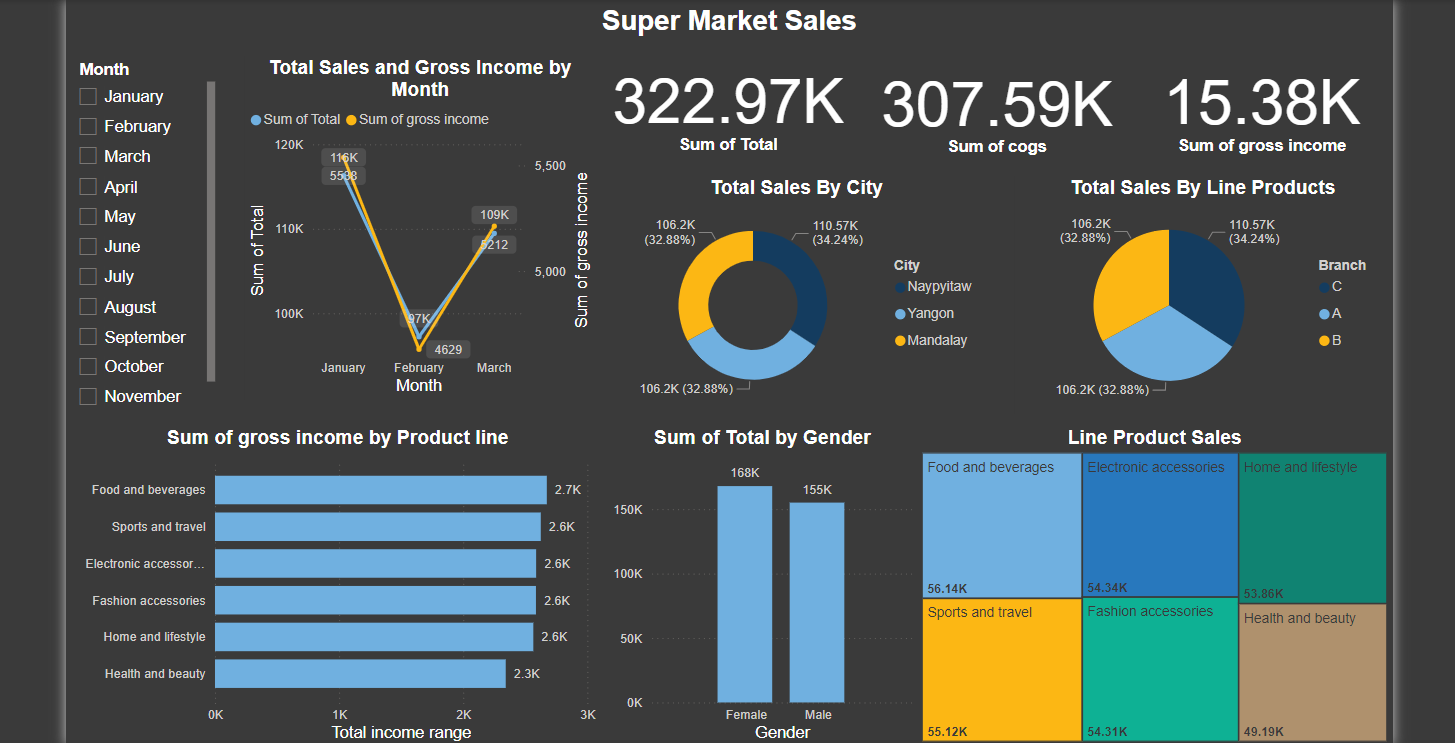 Super Market Sales
Month
January
February
March
April
May
June
July
August
September
October
November
Total Sales and Gross Income by
Month
Sum of Total Sum of gross income
120K
110K
100K
Sum of Total
5,500
5,000
Sum of gross income
116K
5538
97K
4629
109K
5212
January February March
Month
322.97K
Sum of Total
307.59K
Sum of cogs
15.38K
Sum of gross income
Total Sales By City
106.2K
(32.88%)
110.57K
(34.24%)
106.2K (32.88%)
City
Naypyitaw
Yangon
Mandalay
Total Sales By Line Products
106.2K
(32.88%)
110.57K
(34.24%)
106.2K (32.88%)
Branch
C
A
B
Sum of gross income by Product line
Food and beverages 2.7K
Sports and travel 2.6K
Electronic accessor... 2.6K
Fashion accessories 2.6K
Home and lifestyle 2.6K
Health and beauty 2.3K
0K 1K 2K 3K
Total income range
Sum of Total by Gender
150K
100K
50K
0K
168K
155K
Female Male
Gender
Line Product Sales
Food and beverages
56.14K
Electronic accessories
54.34K
Home and lifestyle
53.86K
Sports and travel
55.12K
Fashion accessories
54.31K
Health and beauty
49.19K